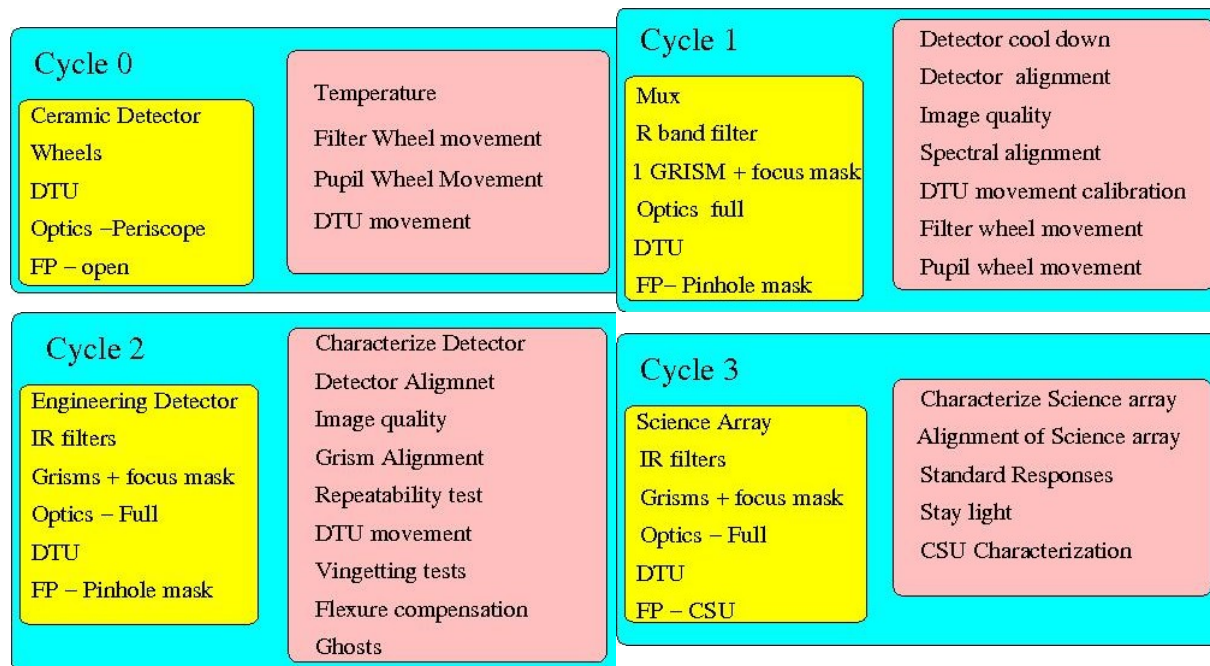 Cycle 0
Ceramic Detector
Wheels
DTU
Optics −Periscope
FP − open
Temperature
Filter Wheel movement
Pupil Wheel Movement
DTU movement
Cycle 1
Mux
R band filter
1 GRISM + focus mask
Optics full
DTU
FP− Pinhole mask
Detector cool down
Detector alignment
Image quality
Spectral alignment
DTU movement calibration
Filter wheel movement
Pupil wheel movement
Cycle 2
Engineering Detector
IR filters
Grisms + focus mask
Optics − Full
DTU
FP − Pinhole mask
Characterize Detector
Detector Aligmnet
Image quality
Grism Alignment
Repeatability test
DTU movement
Vingetting tests
Flexure compensation
Ghosts
Cycle 3
Science Array
IR filters
Grisms + focus mask
Optics − Full
DTU
FP − CSU
Characterize Science array
Alignment of Science array
Standard Responses
Stay light
CSU Characterization